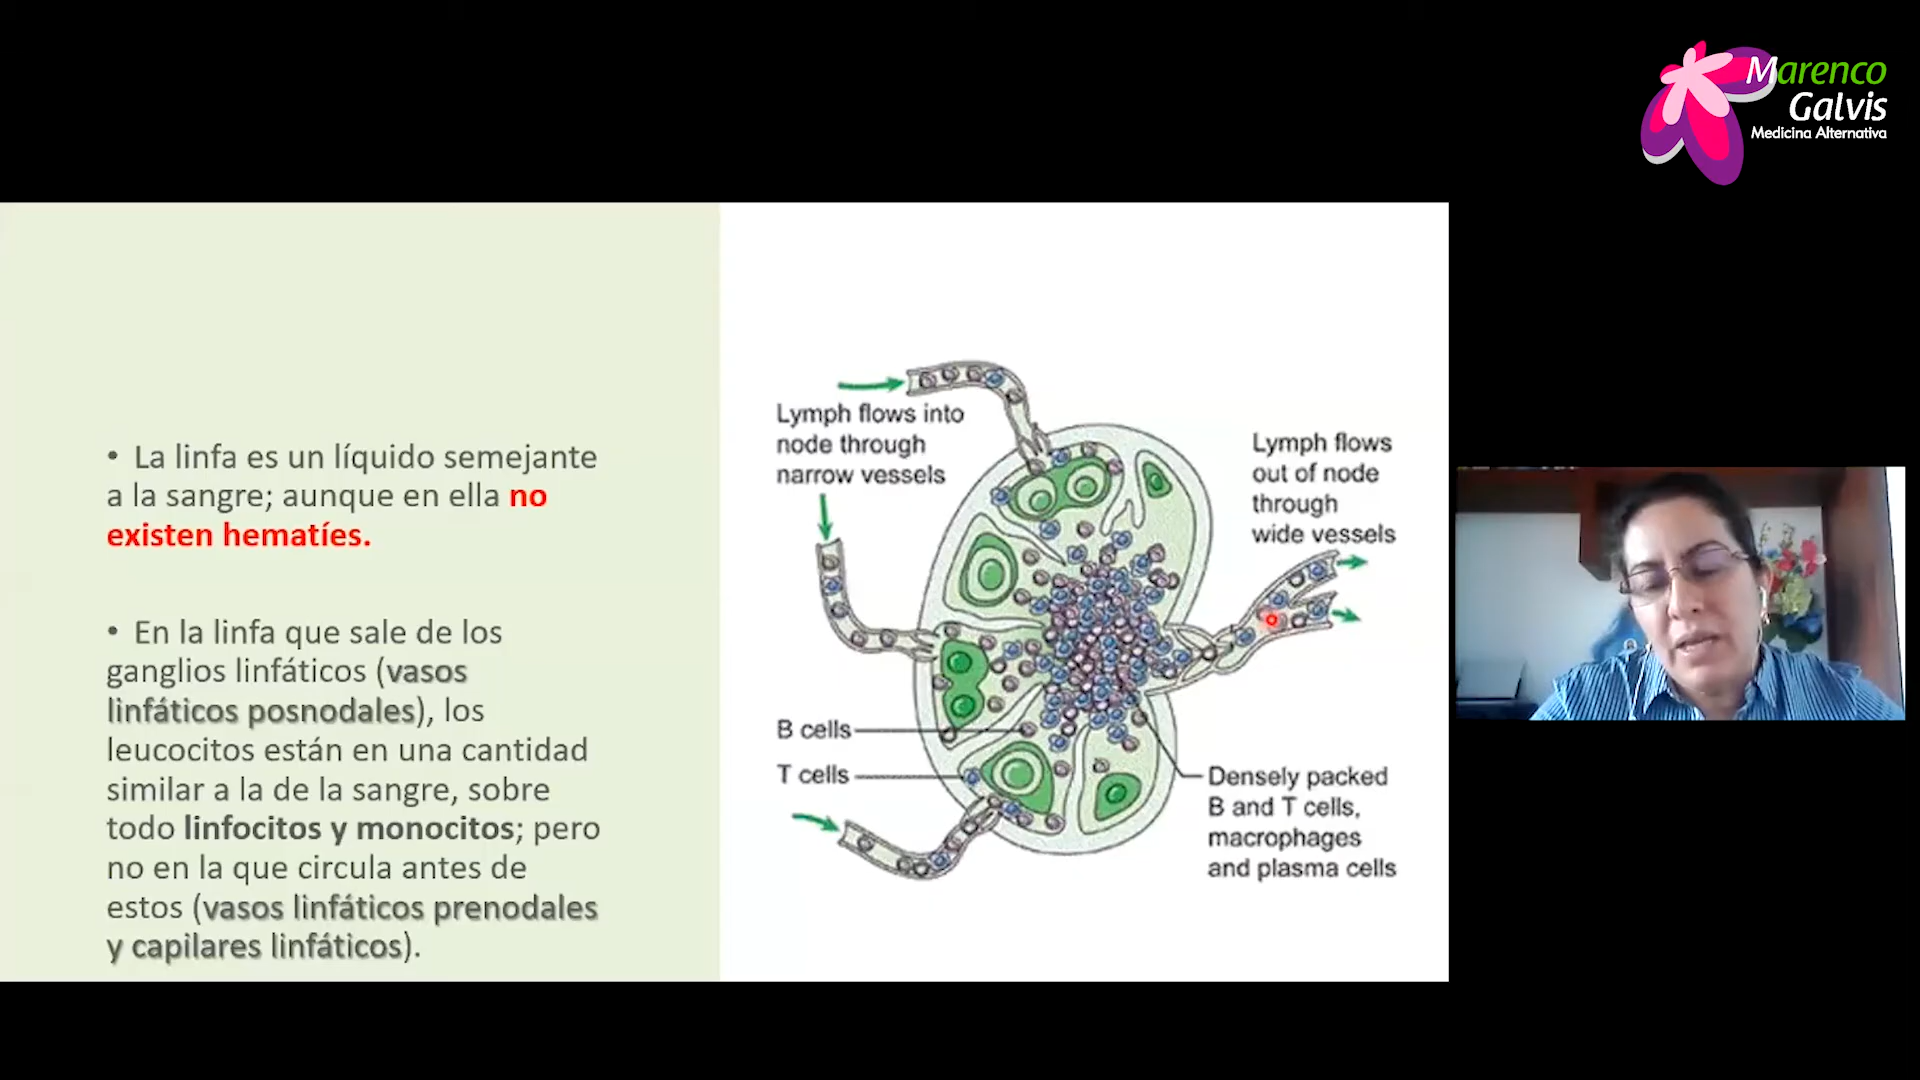 Marenco
Galvis
Medicina Alternativa
• La linfa es un líquido semejante
a la sangre; aunque en ella no
existen hematíes.
• En la linfa que sale de los
ganglios linfáticos (vasos
linfáticos posnodales), los
leucocitos están en una cantidad
similar a la de la sangre, sobre
todo linfocitos y monocitos; pero
no en la que circula antes de
estos (vasos linfáticos prenodales
y capilares linfáticos).
Lymph flows into
node through
narrow vessels
Lymph flows
out of node
through
wide vessels
B cells
T cells
Densely packed
B and T cells,
macrophages
and plasma cells